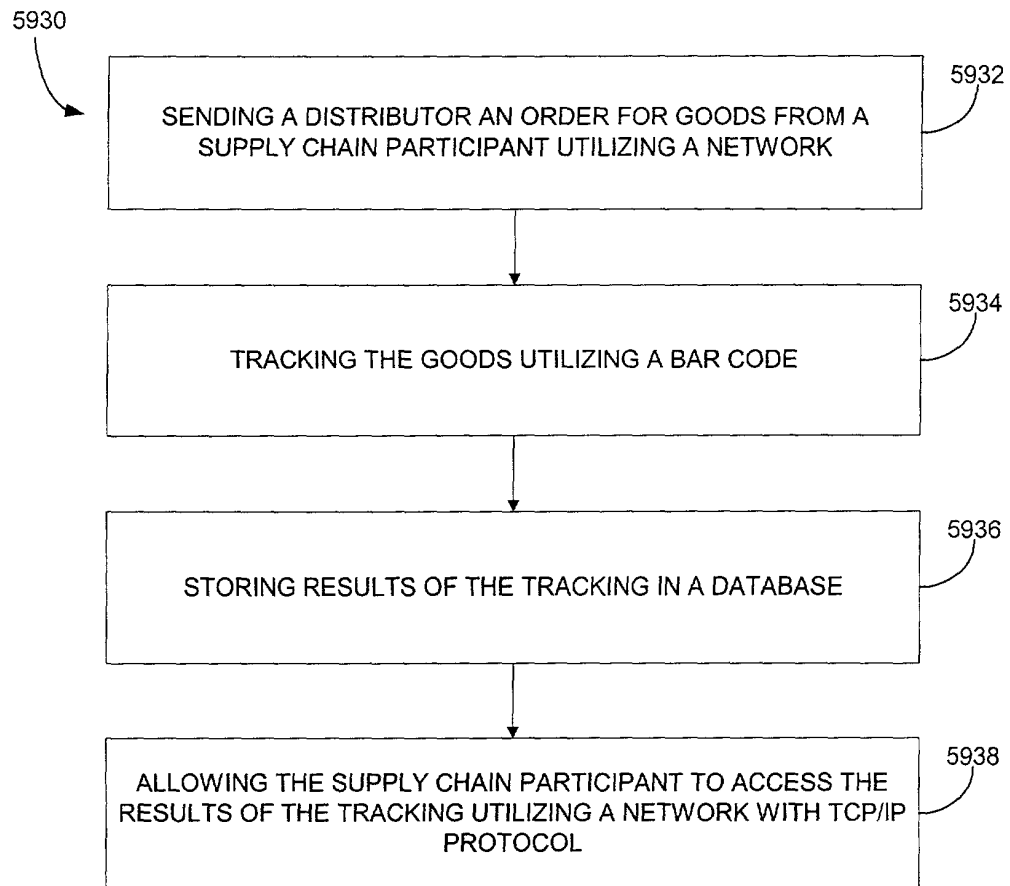 5930
5932
SENDING A DISTRIBUTOR AN ORDER FOR GOODS FROM A
SUPPLY CHAIN PARTICIPANT UTILIZING A NETWORK
5934
TRACKING THE GOODS UTILIZING A BAR CODE
5936
STORING RESULTS OF THE TRACKING IN A DATABASE
5938
ALLOWING THE SUPPLY CHAIN PARTICIPANT TO ACCESS THE
RESULTS OF THE TRACKING UTILIZING A NETWORK WITH TCP/IP
PROTOCOL